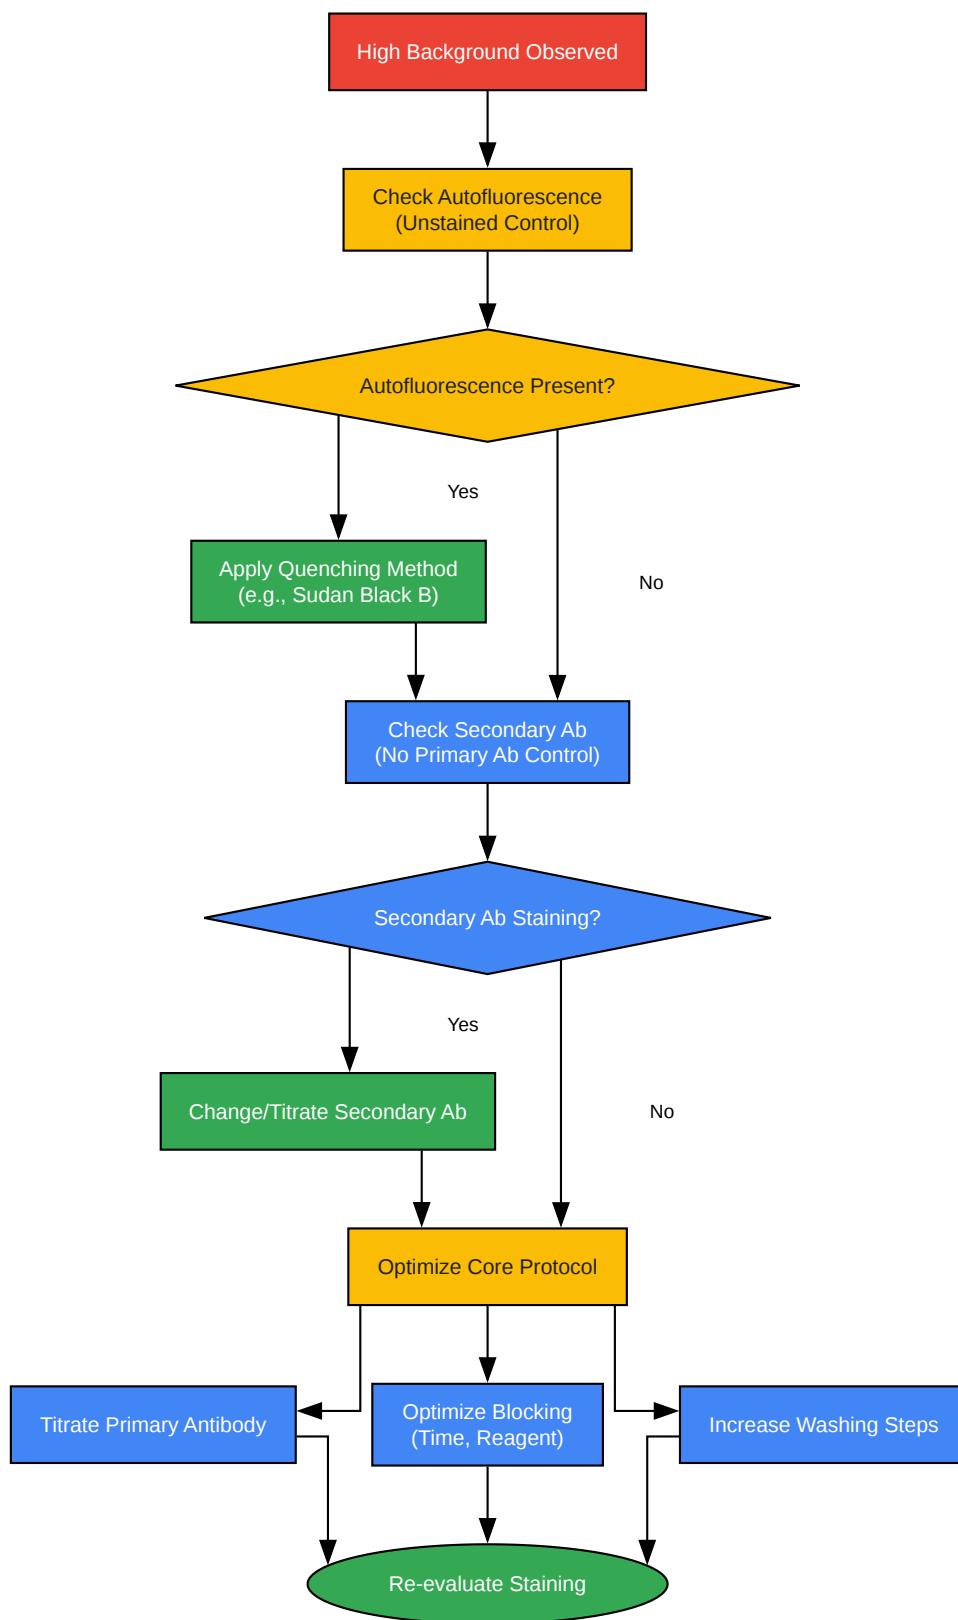 High Background Observed
Check Autofluorescence
(Unstained Control)
Autofluorescence Present?
Yes
Apply Quenching Method
(e.g., Sudan Black B)
No
Check Secondary Ab
(No Primary Ab Control)
Secondary Ab Staining?
Yes
Change/Titrate Secondary Ab
No
Optimize Core Protocol
Titrate Primary Antibody
Optimize Blocking
(Time, Reagent)
Increase Washing Steps
Re-evaluate Staining